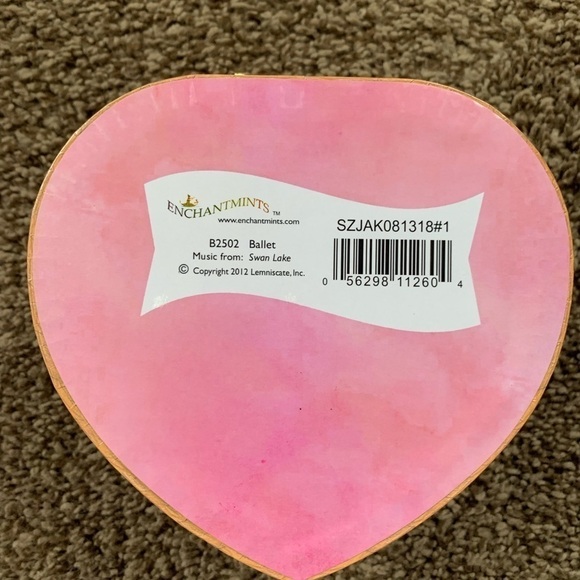 ENCHANTMINTS™
www.enchantmints.com
B2502 Ballet
Music from: Swan Lake
© Copyright 2012 Lemniscate, Inc.
SZJAK081318#1
0 56298 11260 4